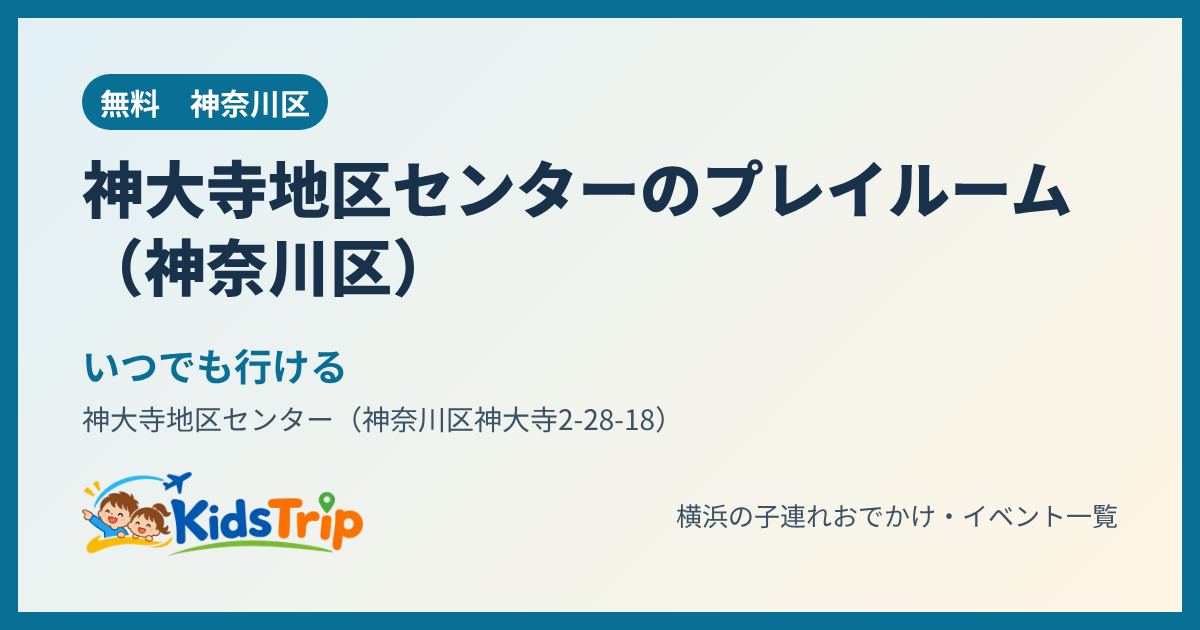 無料　神奈川区
神大寺地区センターのプレイルーム
（神奈川区）
いつでも行ける
神大寺地区センター（神奈川区神大寺2-28-18）
KidsTrip
横浜の子連れおでかけ・イベント一覧